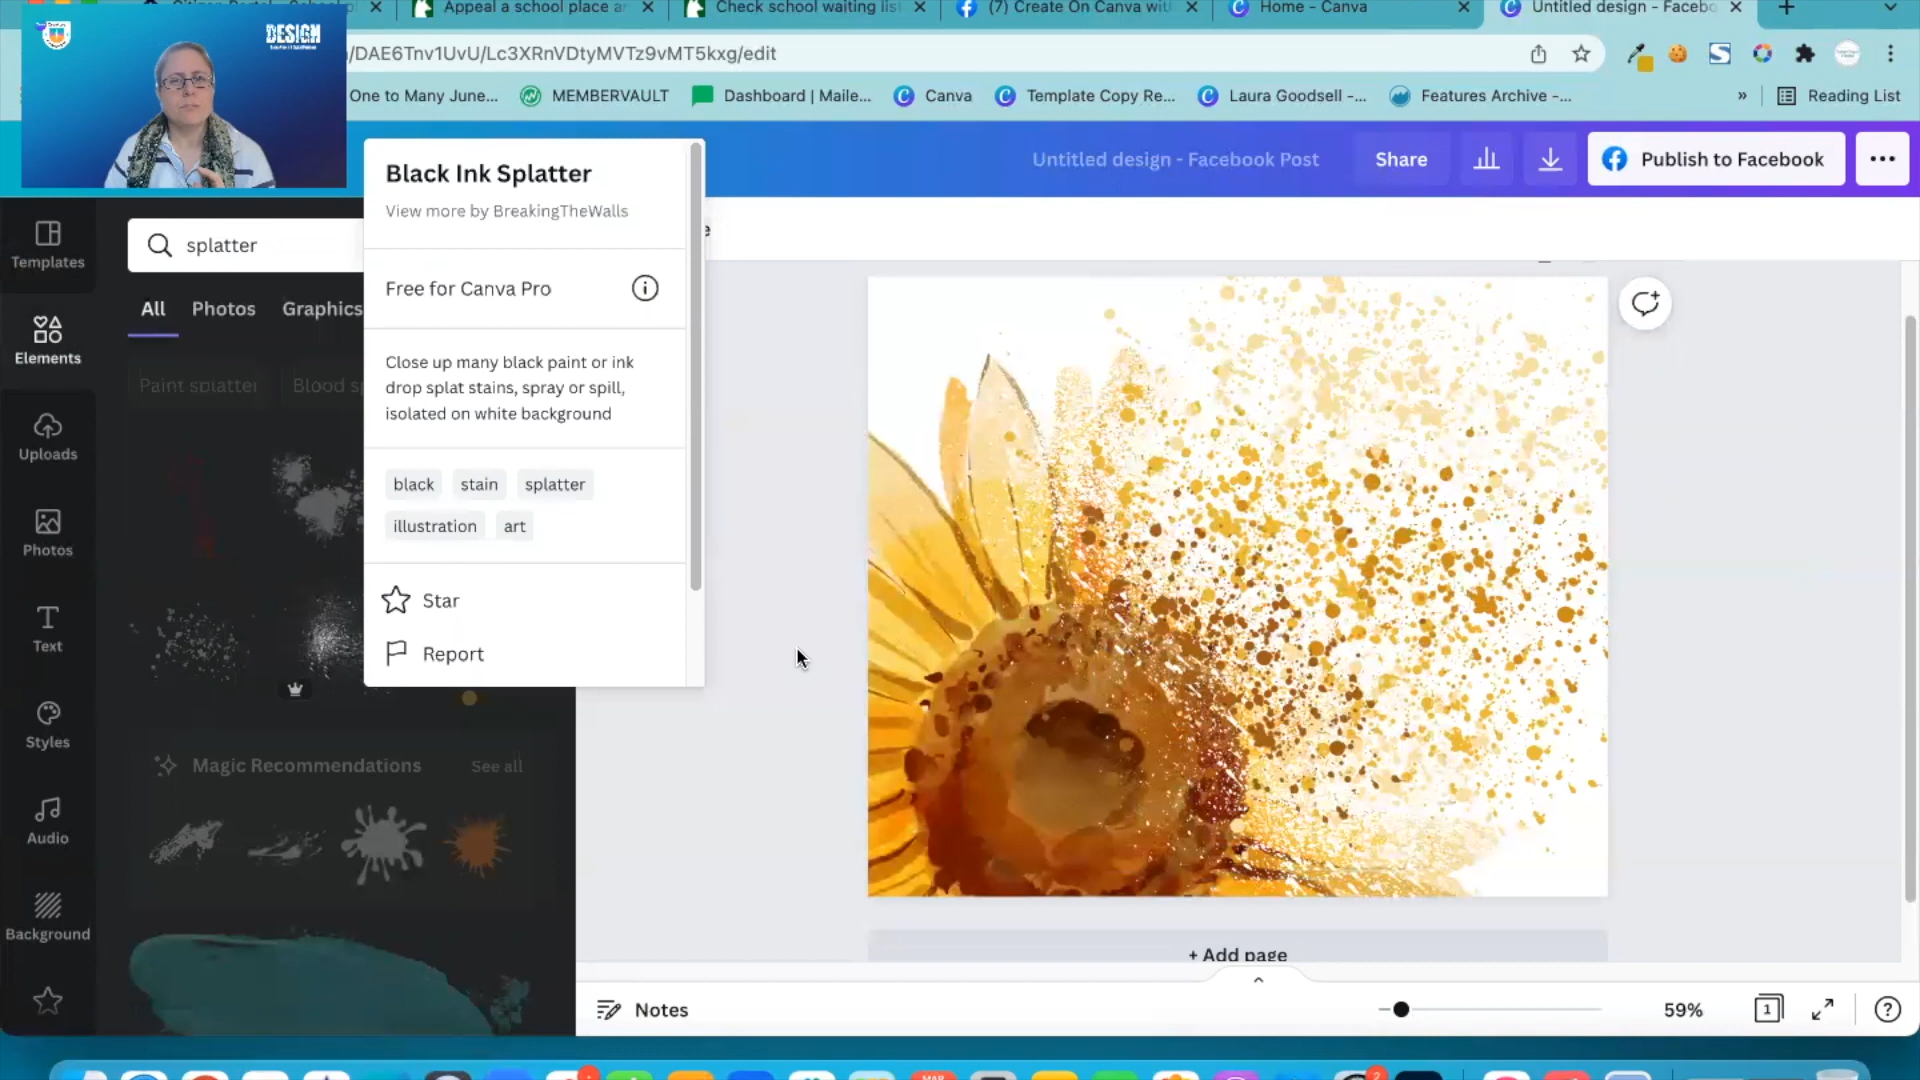 Appeal a school place
Check school waiting lis
(7) Create On Canva wit
Home - Canva
Untitled design - Facebo
DESIGN
/DAE6Tnv1UvU/Lc3XRnVDtyMVTz9vMT5kxg/edit
One to Many June...
MEMBERVAULT
Dashboard | Maile...
Canva
Template Copy Re...
Laura Goodsell -...
Features Archive -...
»
Reading List
Untitled design - Facebook Post
Share
Publish to Facebook
Templates
Elements
Uploads
Photos
Text
Styles
Audio
Background
splatter
All
Photos
Graphics
Paint splatter
Blood sp
Magic Recommendations
See all
Black Ink Splatter
View more by BreakingTheWalls
Free for Canva Pro
Close up many black paint or ink
drop splat stains, spray or spill,
isolated on white background
black
stain
splatter
illustration
art
Star
Report
+ Add page
Notes
59%
1
?
MAR
2